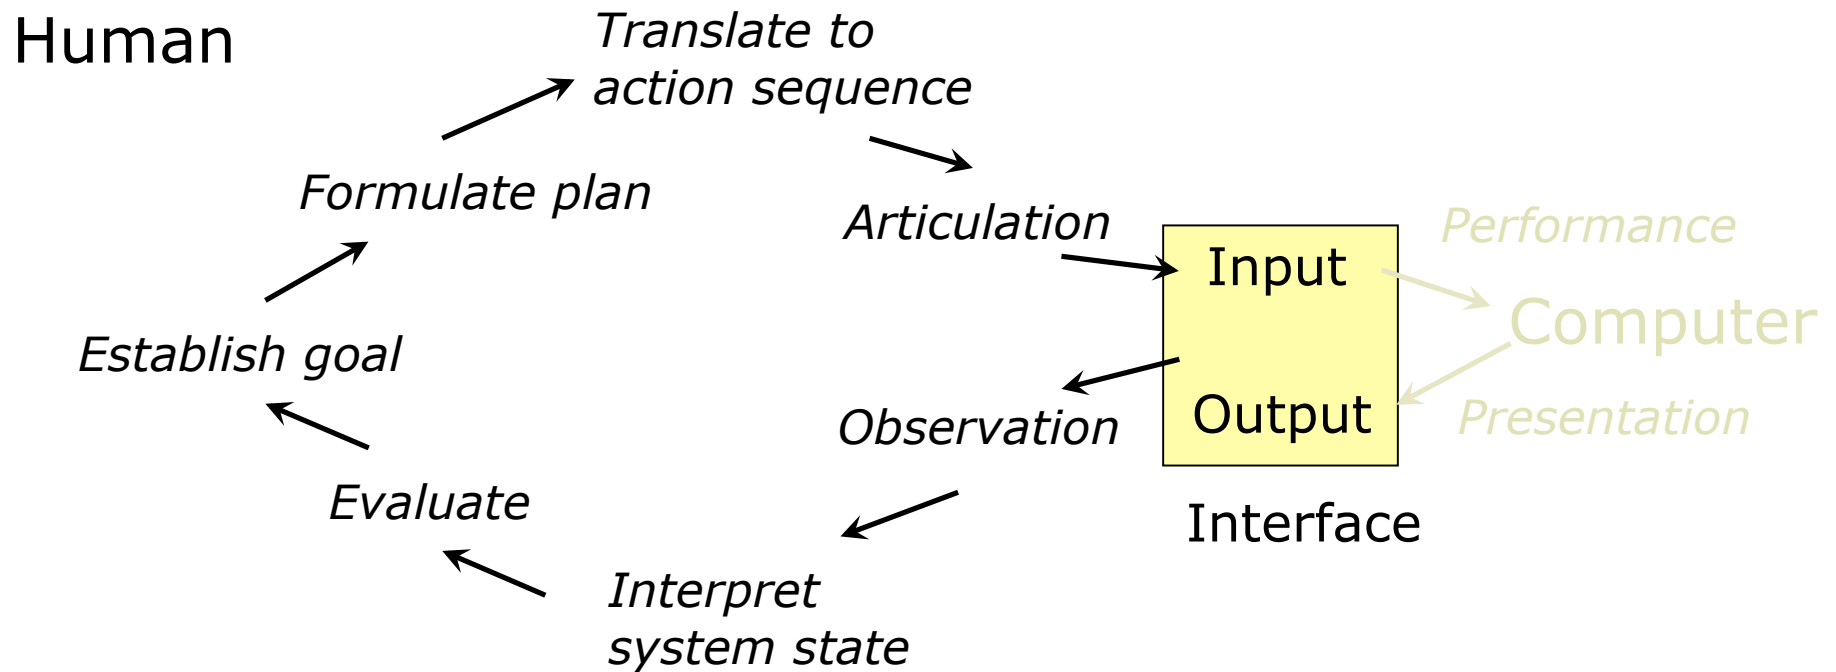 Human
Translate to
action sequence
Formulate plan
Articulation
Input
Performance
Computer
Establish goal
Output
Presentation
Observation
Evaluate
Interface
Interpret
system state